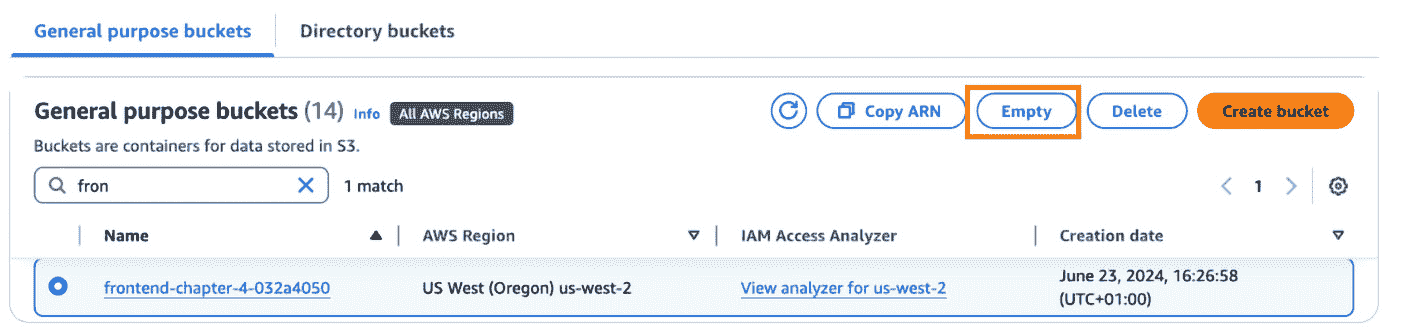 General purpose buckets Directory buckets
General purpose buckets (14) Info All AWS Regions Copy ARN Empty Delete Create bucket
Buckets are containers for data stored in S3.
fron 1 match 1
Name AWS Region IAM Access Analyzer Creation date
frontend-chapter-4-032a4050 US West (Oregon) us-west-2 View analyzer for us-west-2 June 23, 2024, 16:26:58
(UTC+01:00)